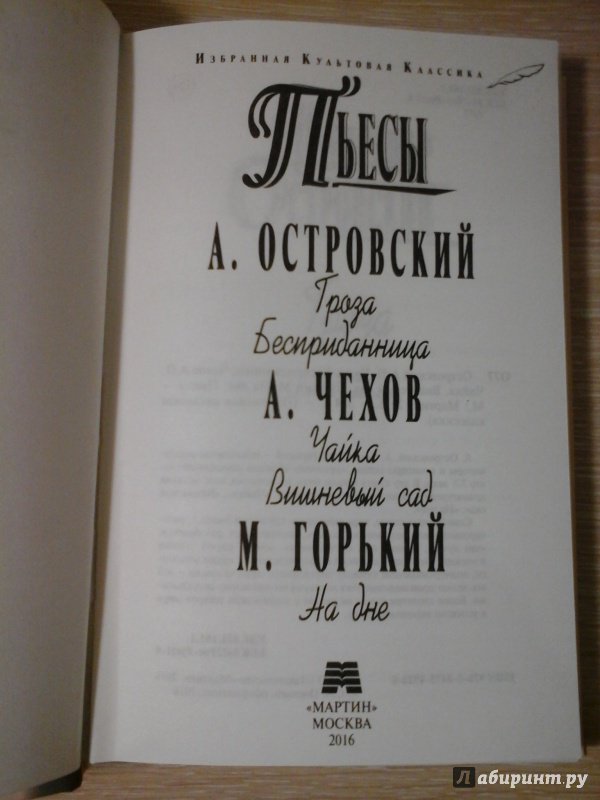 Избранная Культовая Классика
Пьесы
А. ОСТРОВСКИЙ
Гроза
Бесприданница
А. ЧЕХОВ
Чайка
Вишневый сад
М. ГОРЬКИЙ
На дне
«МАРТИН»
МОСКВА
2016
лабиринт.ру